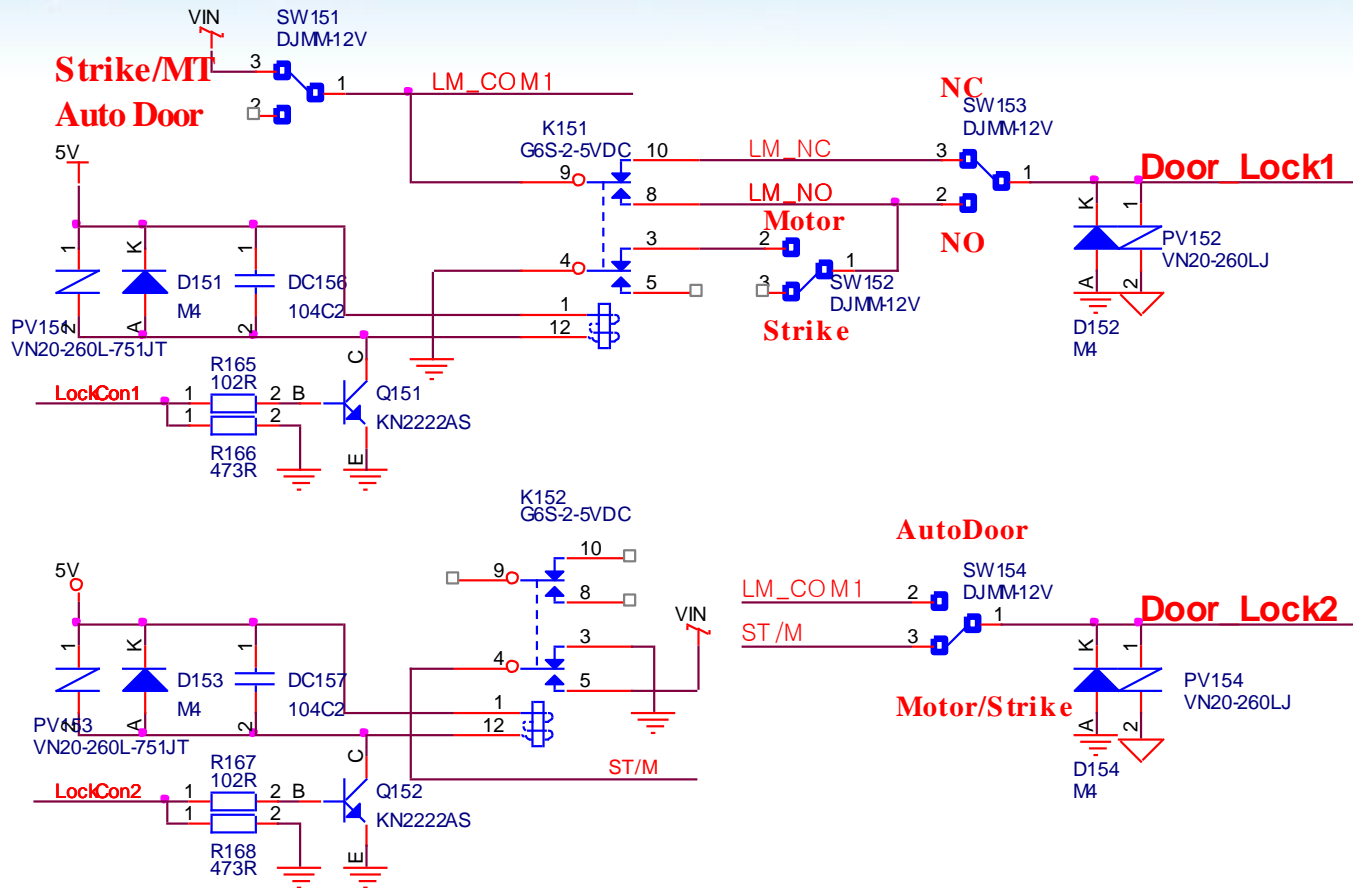 VIN
SW151
DJMM-12V
Strike/MT
3
1
LM_COM1
Auto Door
2
NC
SW153
DJMM-12V
5V
K151
G6S-2-5VDC
10
LM_NC
3
1
Door_Lock1
9
8
LM_NO
2
Motor
NO
1
K
1
K
1
D151
M4
DC156
104C2
3
2
1
PV152
VN20-260LJ
4
5
3
SW152
DJMM-12V
A
2
2
A
2
PV151
VN20-260L-751JT
1
12
Strike
D152
M4
R165
102R
C
LockCon1
1
2
B
Q151
1
2
KN2222AS
R166
473R
E
K152
G6S-2-5VDC
AutoDoor
5V
10
9
8
VIN
LM_COM1
2
SW154
DJMM-12V
1
Door_Lock2
ST/M
3
1
K
1
3
K
1
4
5
D153
M4
DC157
104C2
PV154
VN20-260LJ
Motor/Strike
2
A
2
1
12
A
2
PV153
VN20-260L-751JT
D154
M4
C
ST/M
R167
102R
LockCon2
1
2
B
Q152
1
2
KN2222AS
R168
473R
E